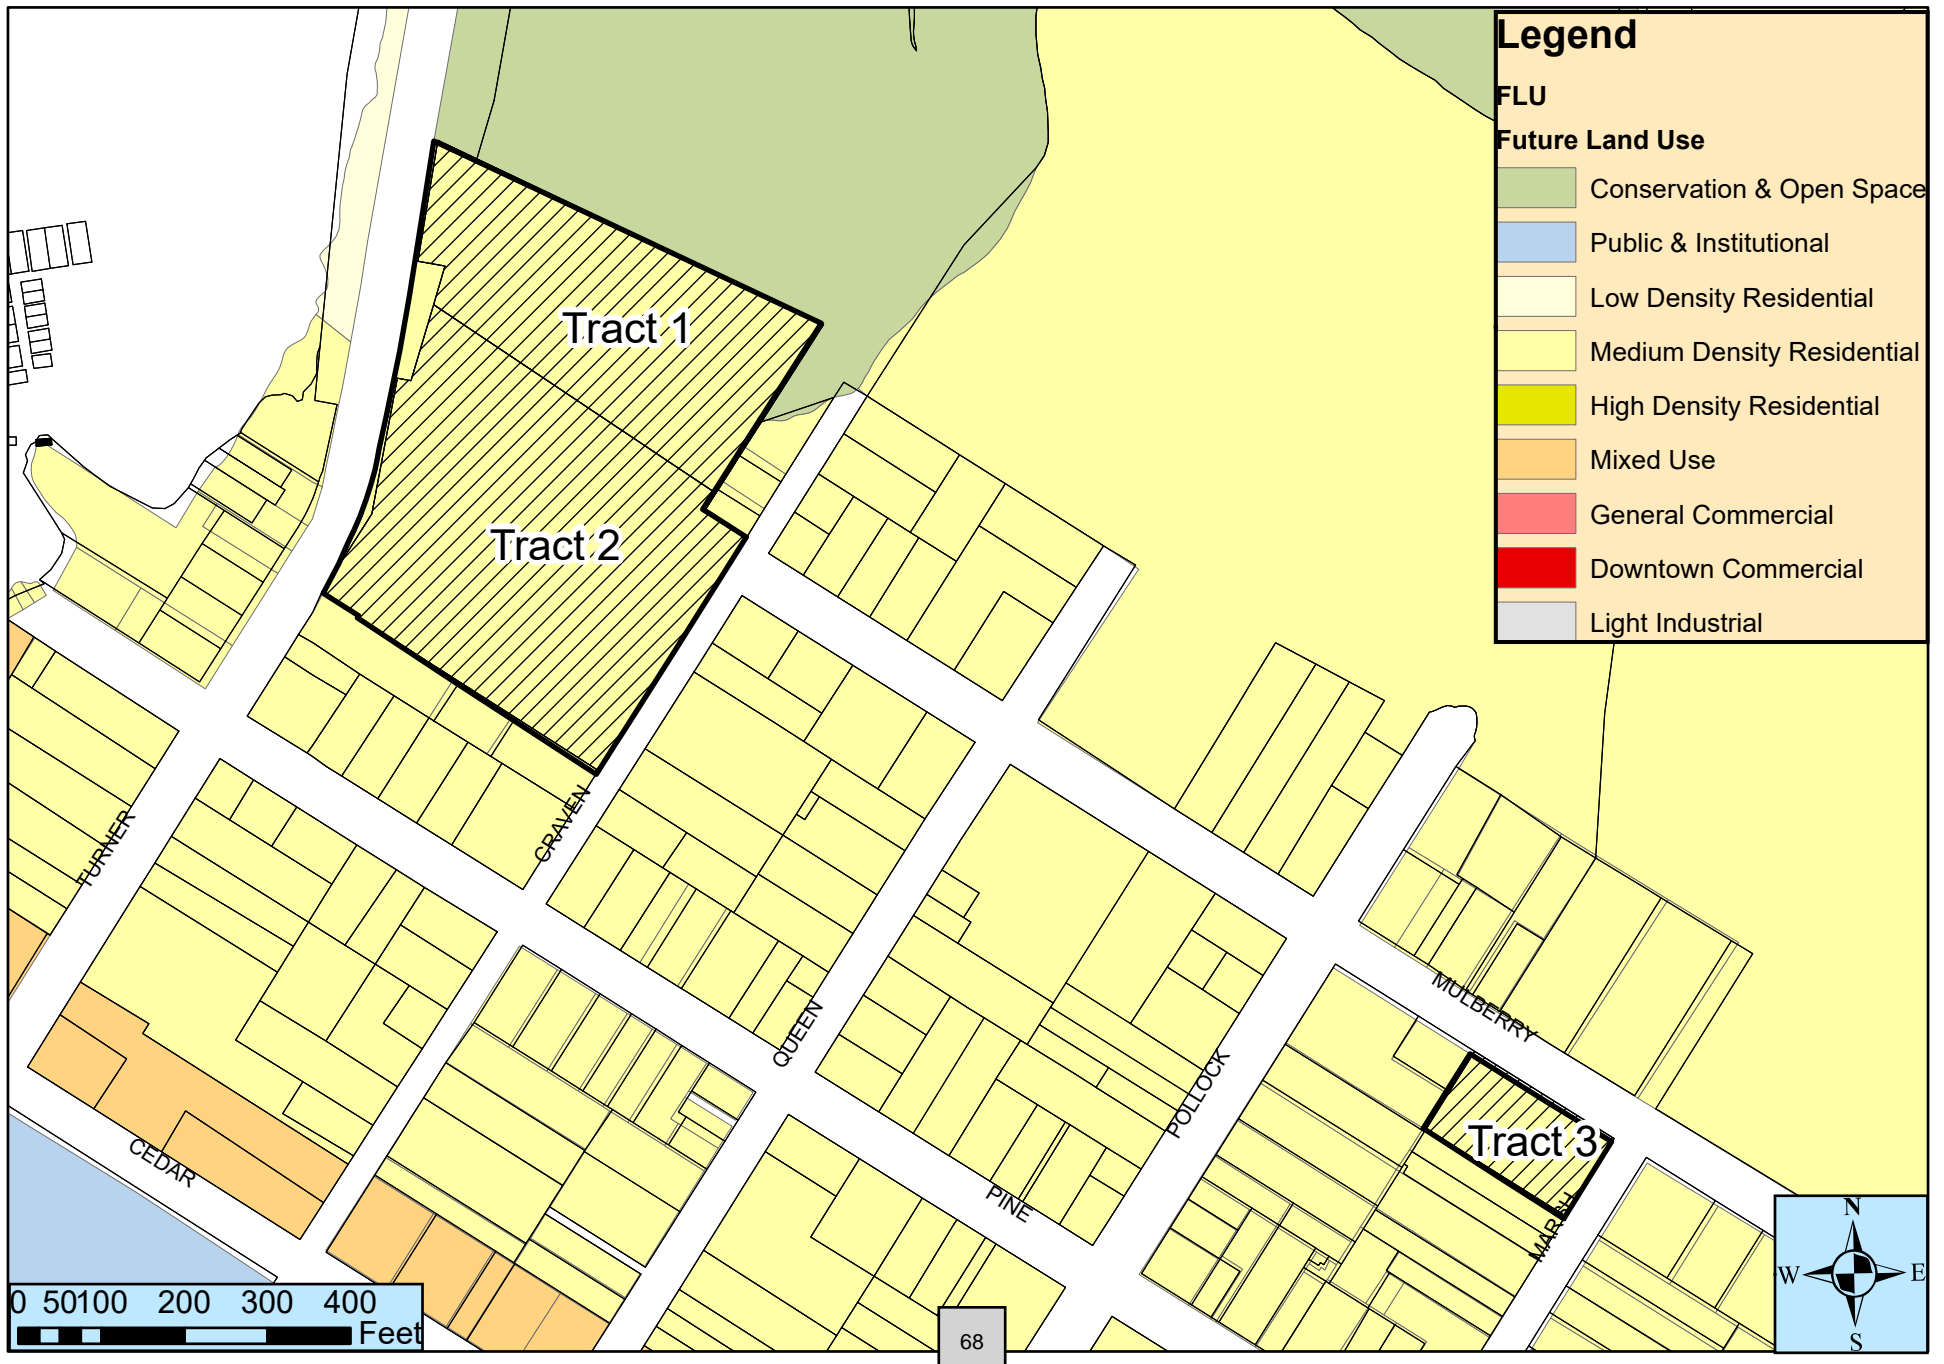 Legend
FLU
Future Land Use
Conservation & Open Space
Public & Institutional
Low Density Residential
Medium Density Residential
High Density Residential
Mixed Use
General Commercial
Downtown Commercial
Light Industrial
Tract 1
Tract 2
Tract 3
TURNER
CRAVEN
QUEEN
POLLOCK
MULBERRY
MARSH
CEDAR
PINE
0 50100 200 300 400
Feet
68
N
W E
S